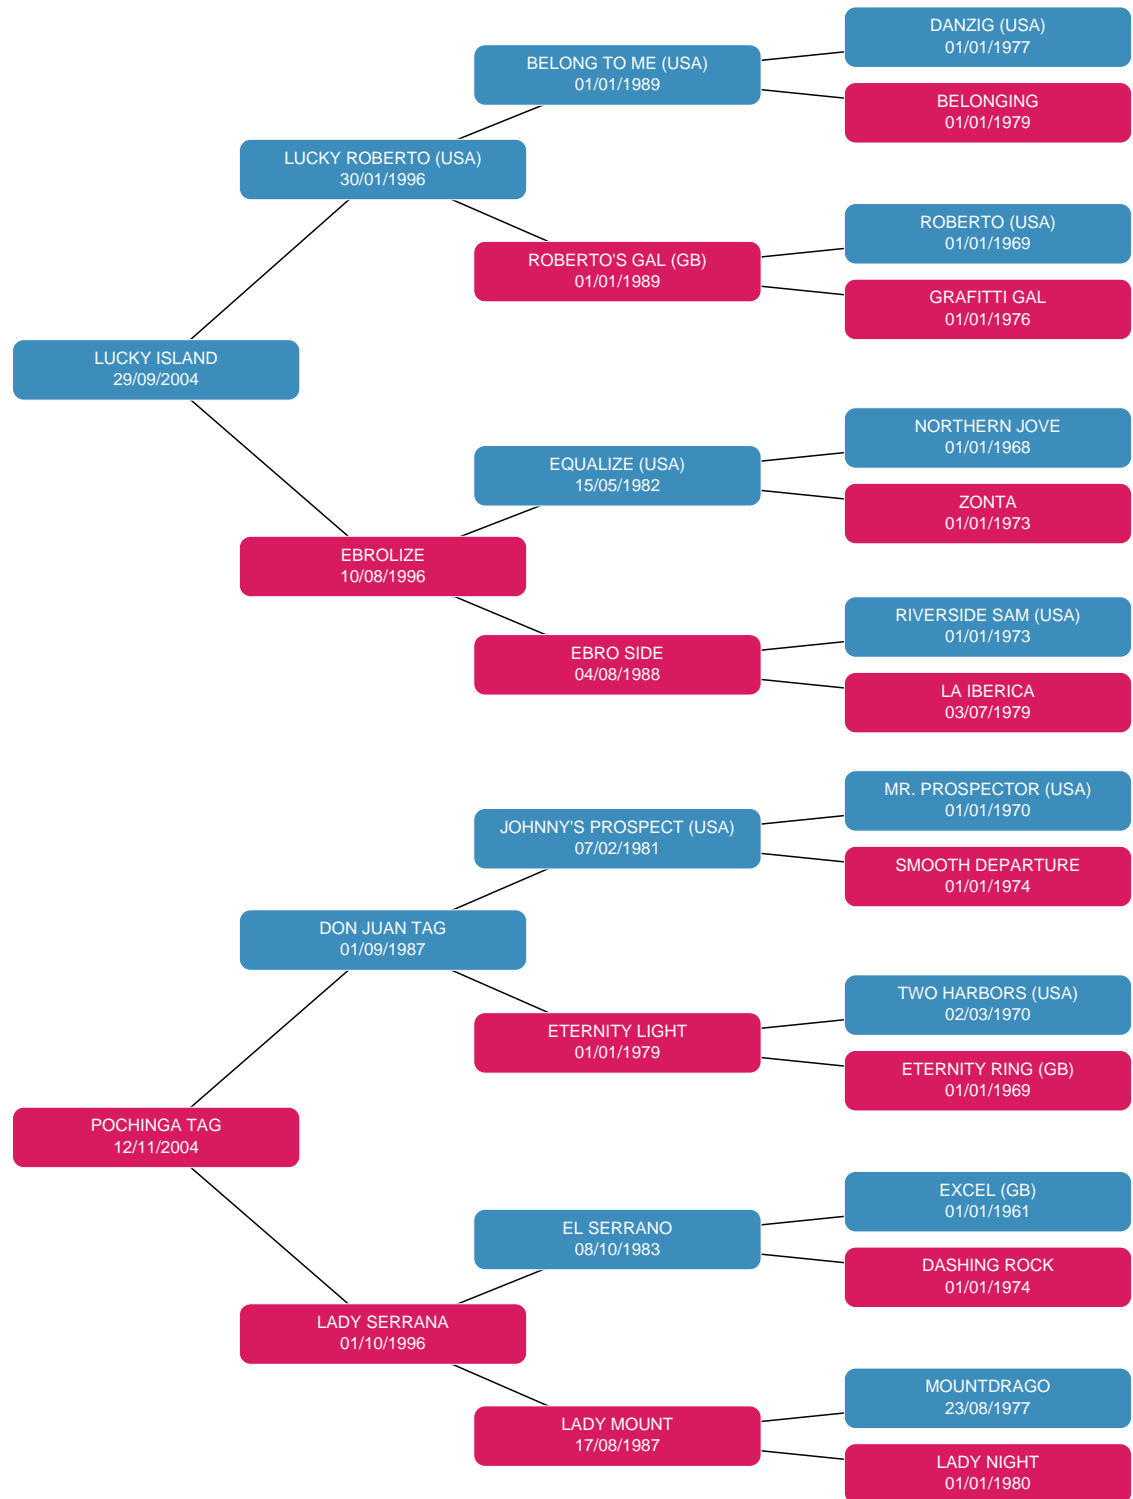 DANZIG (USA)
01/01/1977
BELONG TO ME (USA)
01/01/1989
BELONGING
01/01/1979
LUCKY ROBERTO (USA)
30/01/1996
ROBERTO (USA)
01/01/1969
ROBERTO'S GAL (GB)
01/01/1989
GRAFITTI GAL
01/01/1976
LUCKY ISLAND
29/09/2004
NORTHERN JOVE
01/01/1968
EQUALIZE (USA)
15/05/1982
ZONTA
01/01/1973
EBROLIZE
10/08/1996
RIVERSIDE SAM (USA)
01/01/1973
EBRO SIDE
04/08/1988
LA IBERICA
03/07/1979
MR. PROSPECTOR (USA)
01/01/1970
JOHNNY'S PROSPECT (USA)
07/02/1981
SMOOTH DEPARTURE
01/01/1974
DON JUAN TAG
01/09/1987
TWO HARBORS (USA)
02/03/1970
ETERNITY LIGHT
01/01/1979
ETERNITY RING (GB)
01/01/1969
POCHINGA TAG
12/11/2004
EXCEL (GB)
01/01/1961
EL SERRANO
08/10/1983
DASHING ROCK
01/01/1974
LADY SERRANA
01/10/1996
MOUNTDRAGO
23/08/1977
LADY MOUNT
17/08/1987
LADY NIGHT
01/01/1980